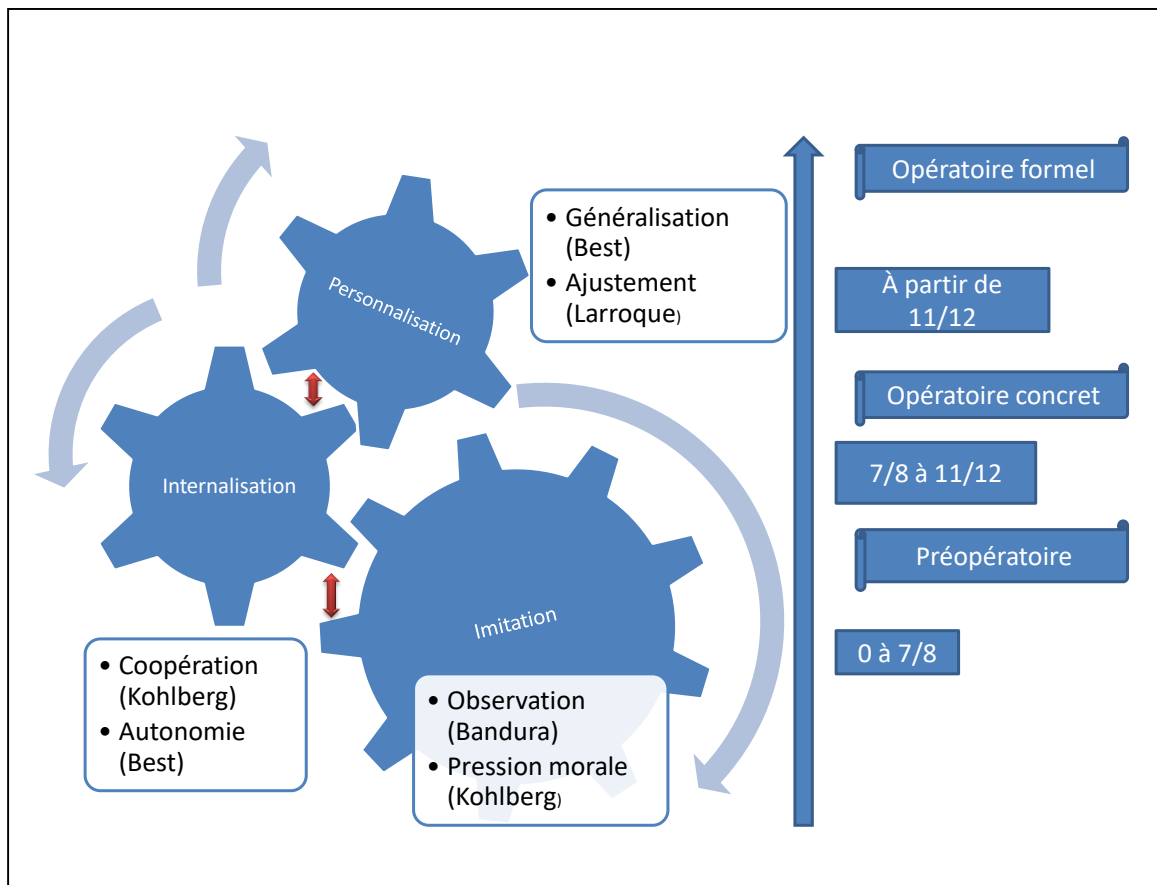 Opératoire formel
• Généralisation
(Best)
• Ajustement
(Larroque)
Personnalisation
À partir de
11/12
Opératoire concret
Internalisation
7/8 à 11/12
Préopératoire
Imitation
0 à 7/8
• Coopération
(Kohlberg)
• Autonomie
(Best)
• Observation
(Bandura)
• Pression morale
(Kohlberg)